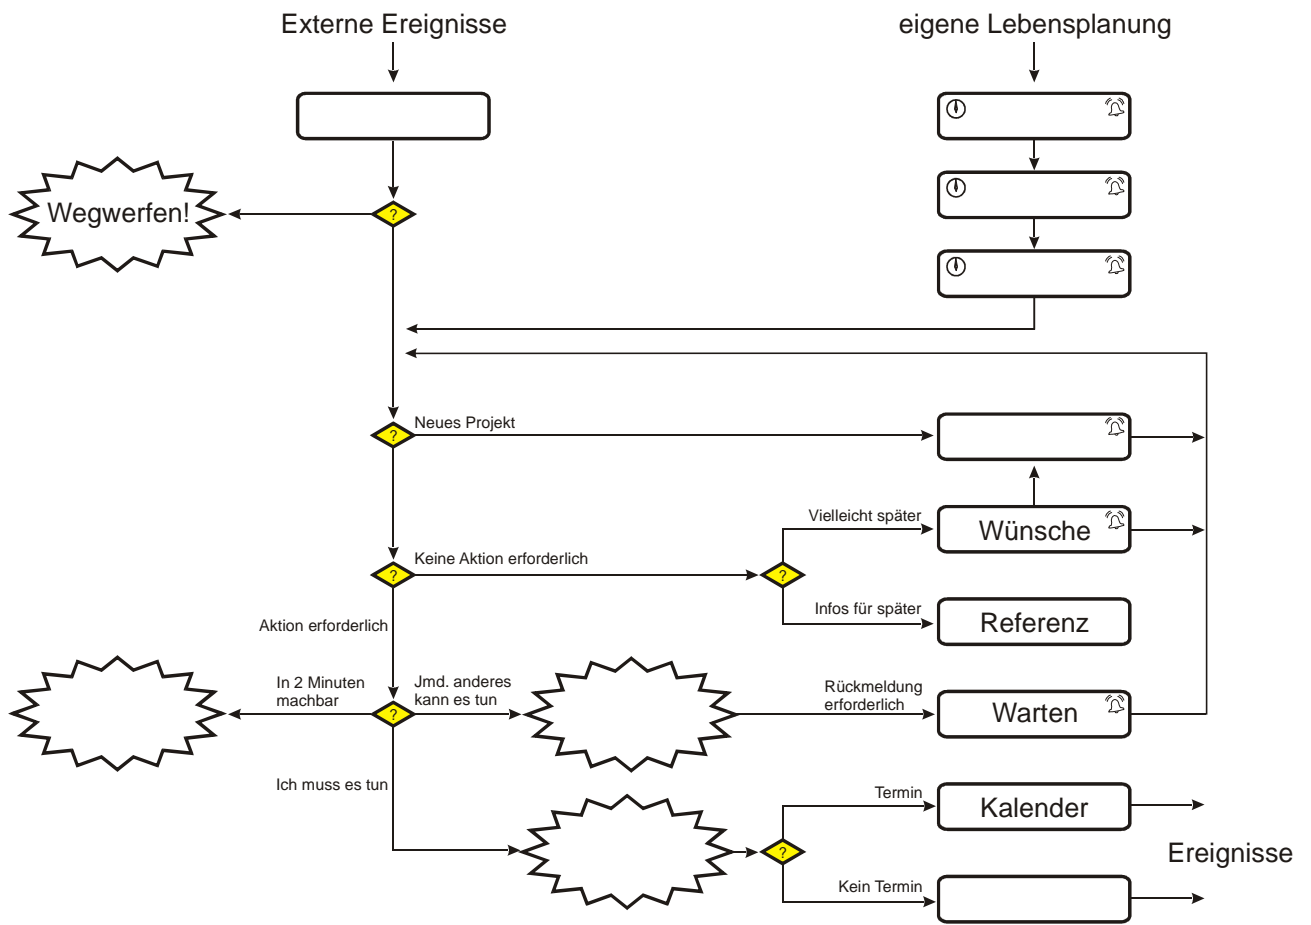 Externe Ereignisse
eigene Lebensplanung
Wegwerfen!
?
Neues Projekt
?
Vielleicht später
Wünsche
Keine Aktion erforderlich
?
?
Infos für später
Referenz
Aktion erforderlich
In 2 Minuten
machbar
Jmd. anderes
kann es tun
?
Rückmeldung
erforderlich
Warten
Ich muss es tun
Termin
Kalender
?
Ereignisse
Kein Termin